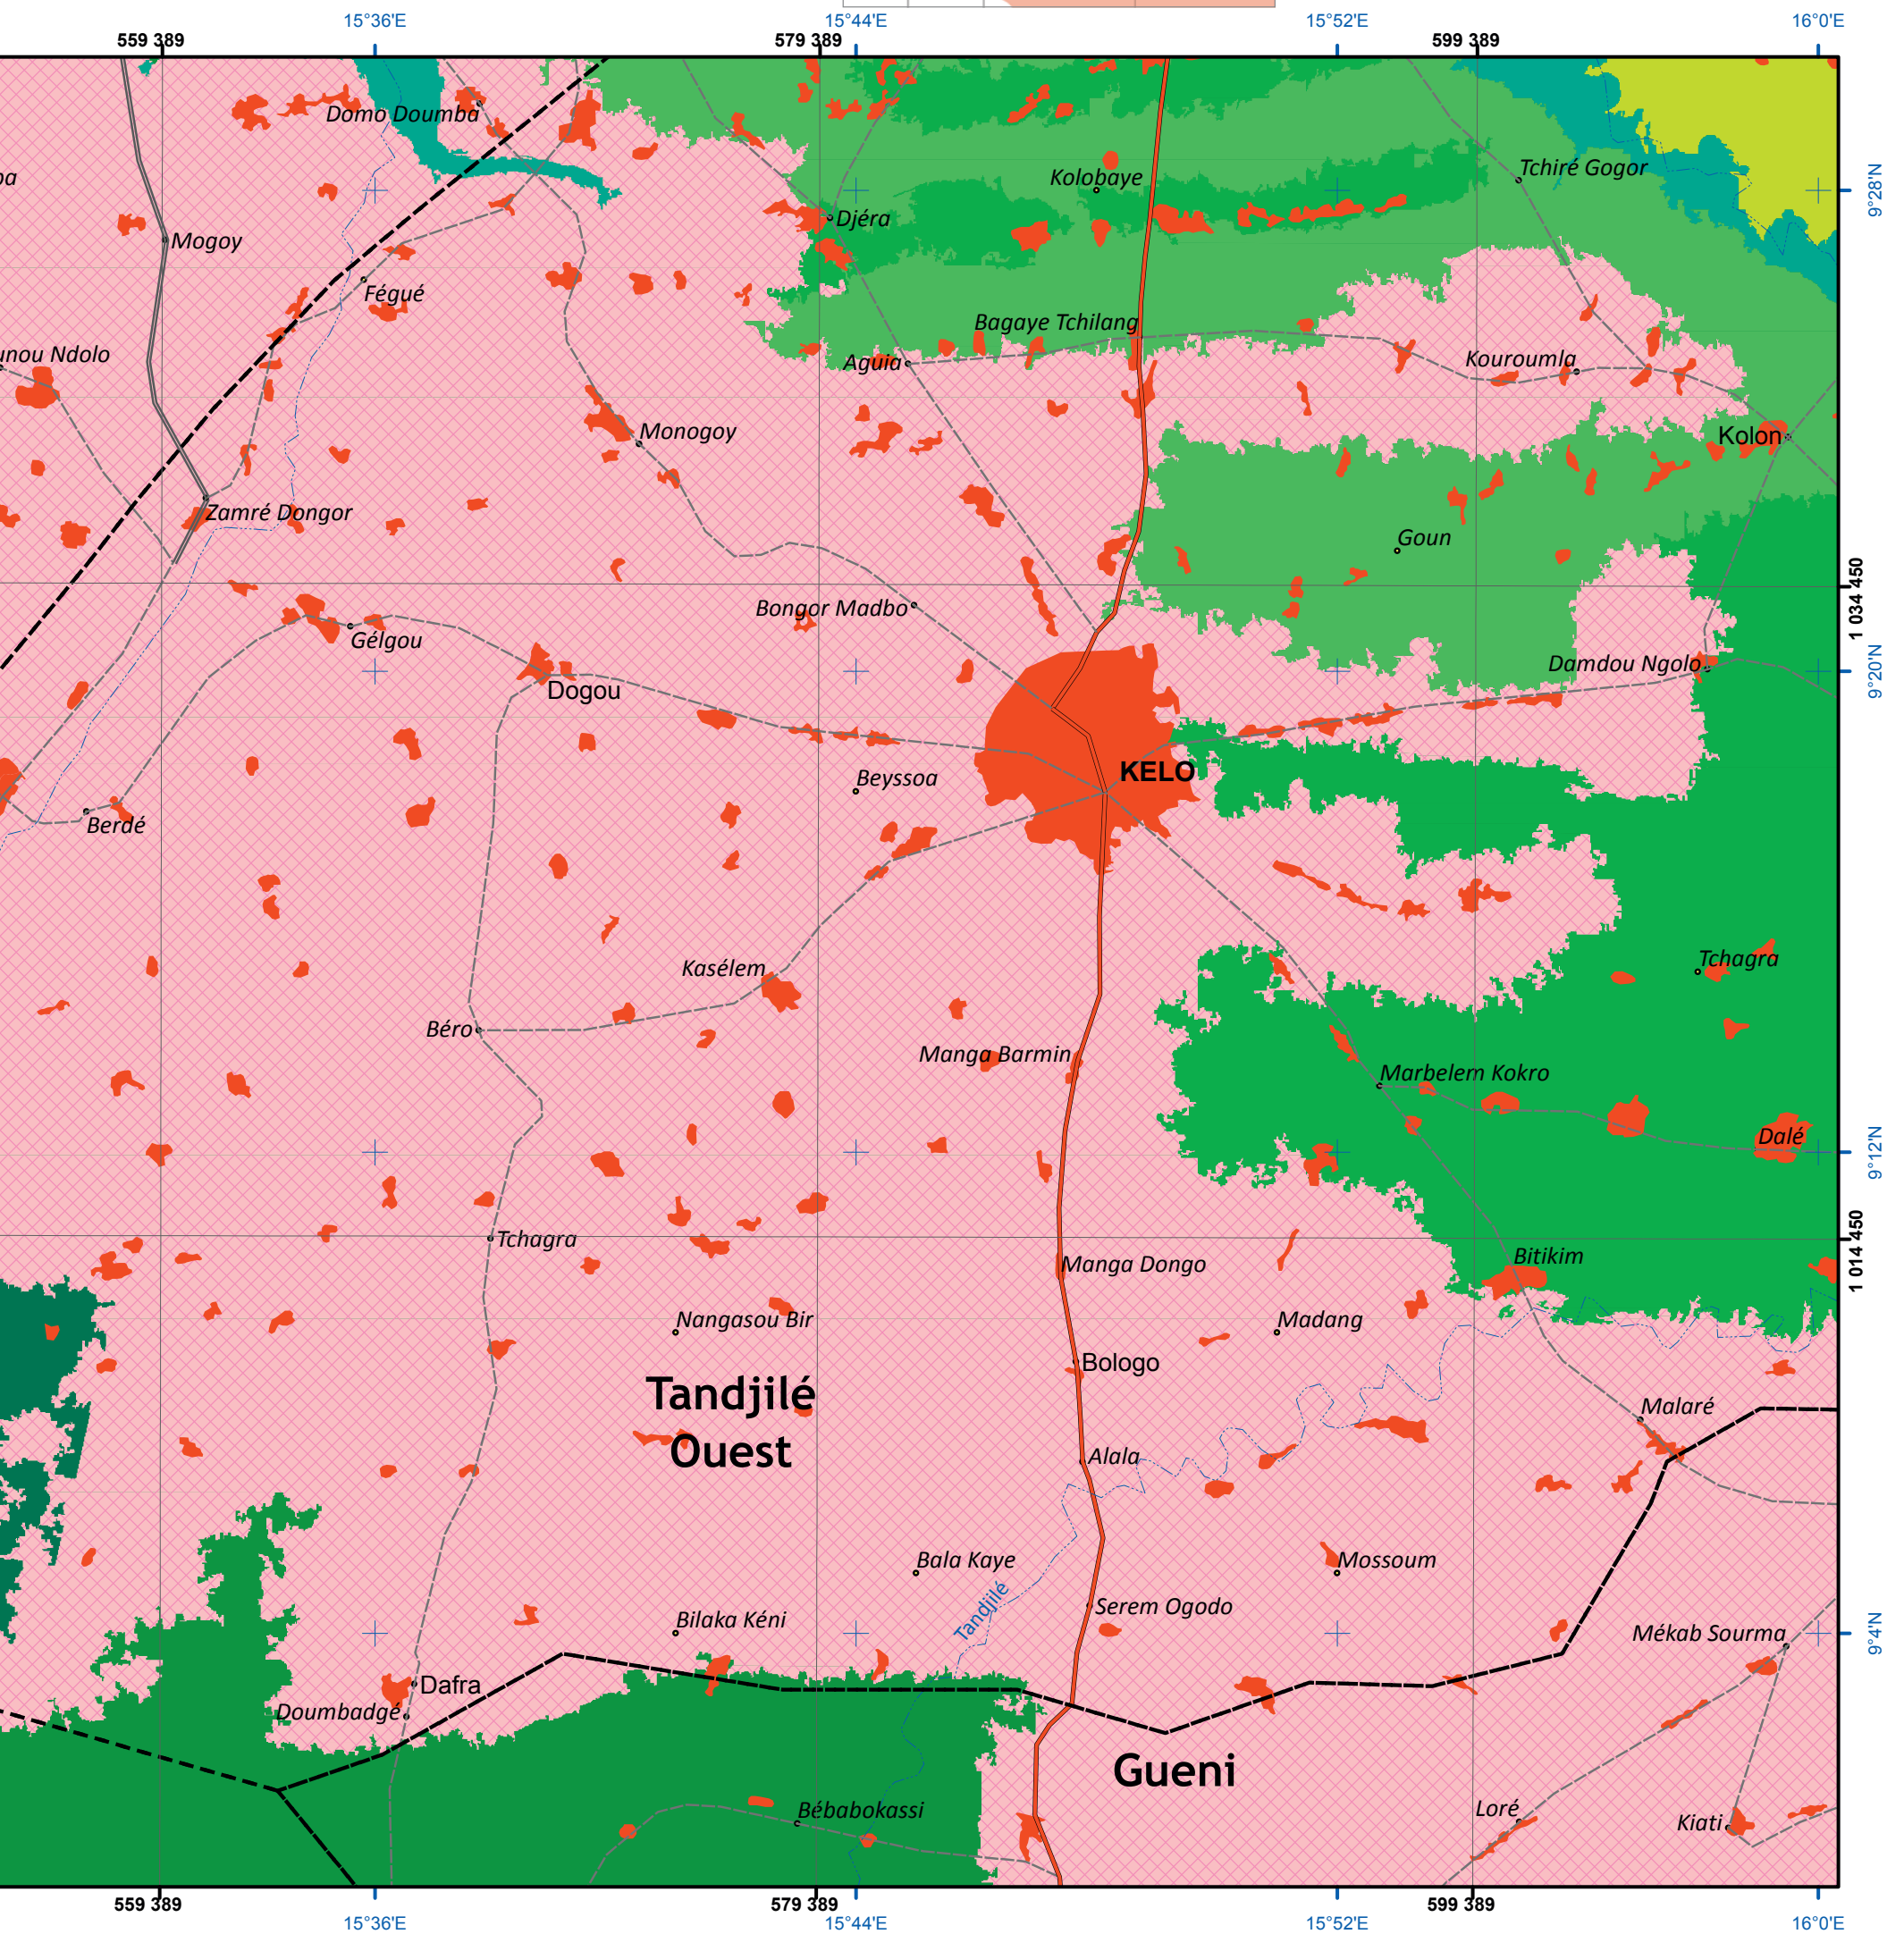 15°36'E
15°44'E
15°52'E
16°0'E
559 389
579 389
599 389
Domo Doumba
Kolobaye
Tchiré Gogor
9°28'N
Djéra
Mogoy
Fégué
Bagaye Tchilang
Aguia
Kouroumla
Monogoy
Kolon
Zamré Dongor
Goun
1 034 450
Bongor Madbo
Gélgou
Damdou Ngolo
9°20'N
Dogou
KELO
Beyssoa
Berdé
Kasélem
Tchagra
Béro
Manga Barmin
Marbelem Kokro
Dalé
9°12'N
Tchagra
1 014 450
Bitikim
Manga Dongo
Nangasou Bir
Madang
Bologo
Tandjilé
Ouest
Malaré
Alala
Bala Kaye
Mossoum
Tandjilé
Serem Ogodo
Bilaka Kéni
Mékab Sourma
9°4'N
Dafra
Doumbadgé
Gueni
Bébabokassi
Loré
Kiati
559 389
579 389
599 389
15°36'E
15°44'E
15°52'E
16°0'E